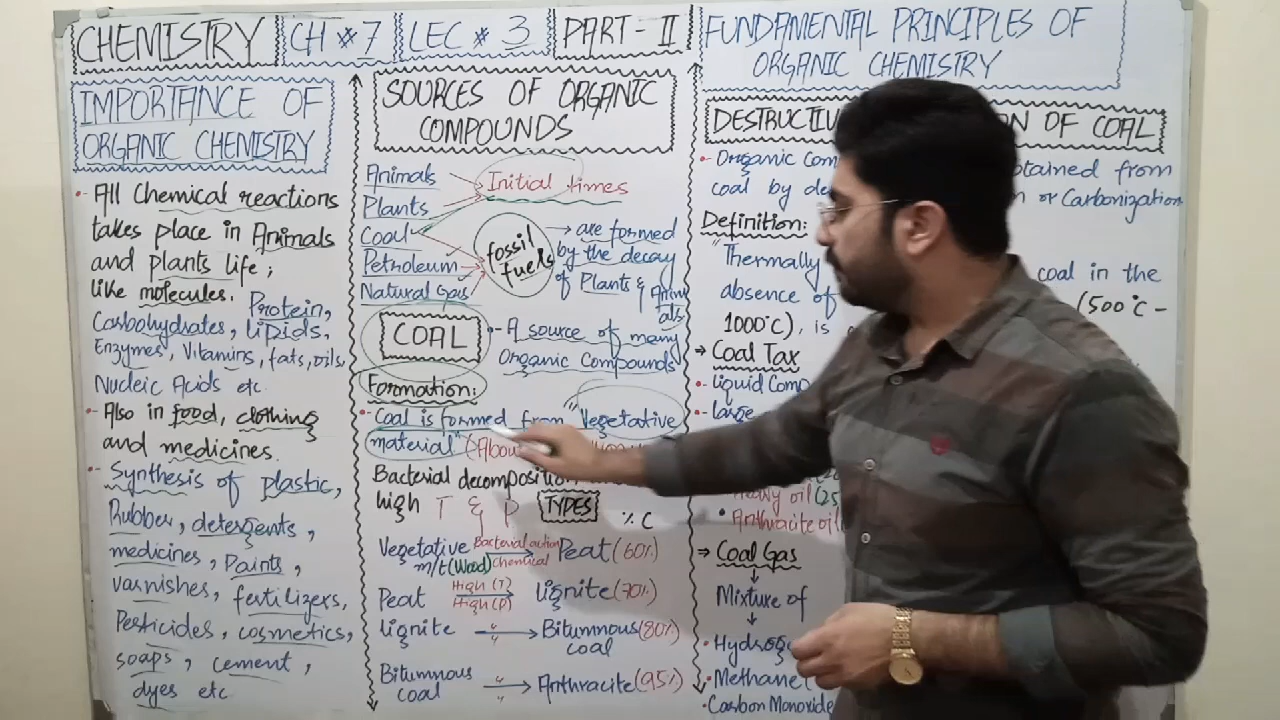 CHEMISTRY
CH # 7
LEC # 3
PART-II
FUNDAMENTAL PRINCIPLES OF
ORGANIC CHEMISTRY
IMPORTANCE OF
ORGANIC CHEMISTRY
• All Chemical reactions
takes place in Animals
and plants life ;
like molecules. Protein,
Carbohydrates, lipids,
Enzymes, Vitamins, fats, oils,
Nucleic Acids etc
• Also in food, clothing
and medicines.
• Synthesis of plastic,
Rubber, detergents,
medicines, Paints,
varnishes, fertilizers,
Pesticides, cosmetics,
soaps, cement,
dyes etc
SOURCES OF ORGANIC
COMPOUNDS
Animals
Plants
Initial times
Coal
Petroleum
Natural Gas
fossil
fuels
→ are formed
by the decay
of Plants & Anim
als
COAL
- A source of many
Organic Compounds
Formation:
• Coal is formed from "Vegetative
material" (Abou
Bacterial decomposition
high T & P
TYPES
% C
Vegetative
m/t (Wood)
Bacterial action
Chemical
Peat (60%)
Peat
High (T)
High (P)
Lignite (70%)
Lignite → Bitumnous (80%)
coal
Bitumnous
coal
→ Anthracite (95%)
DESTRUCTIV
N OF COAL
• Organic Com
btained from
coal by de
n or Carbonization
Definition:
"Thermally
coal in the
absence of
(500°C -
1000°C), is
→ Coal Tax
• Liquid Comp
• large
Heavy oil (25
• Anthracite oil
⇒ Coal Gas
↓
Mixture of
↓
• Hydrog
• Methane (
• Carbon Monoxide